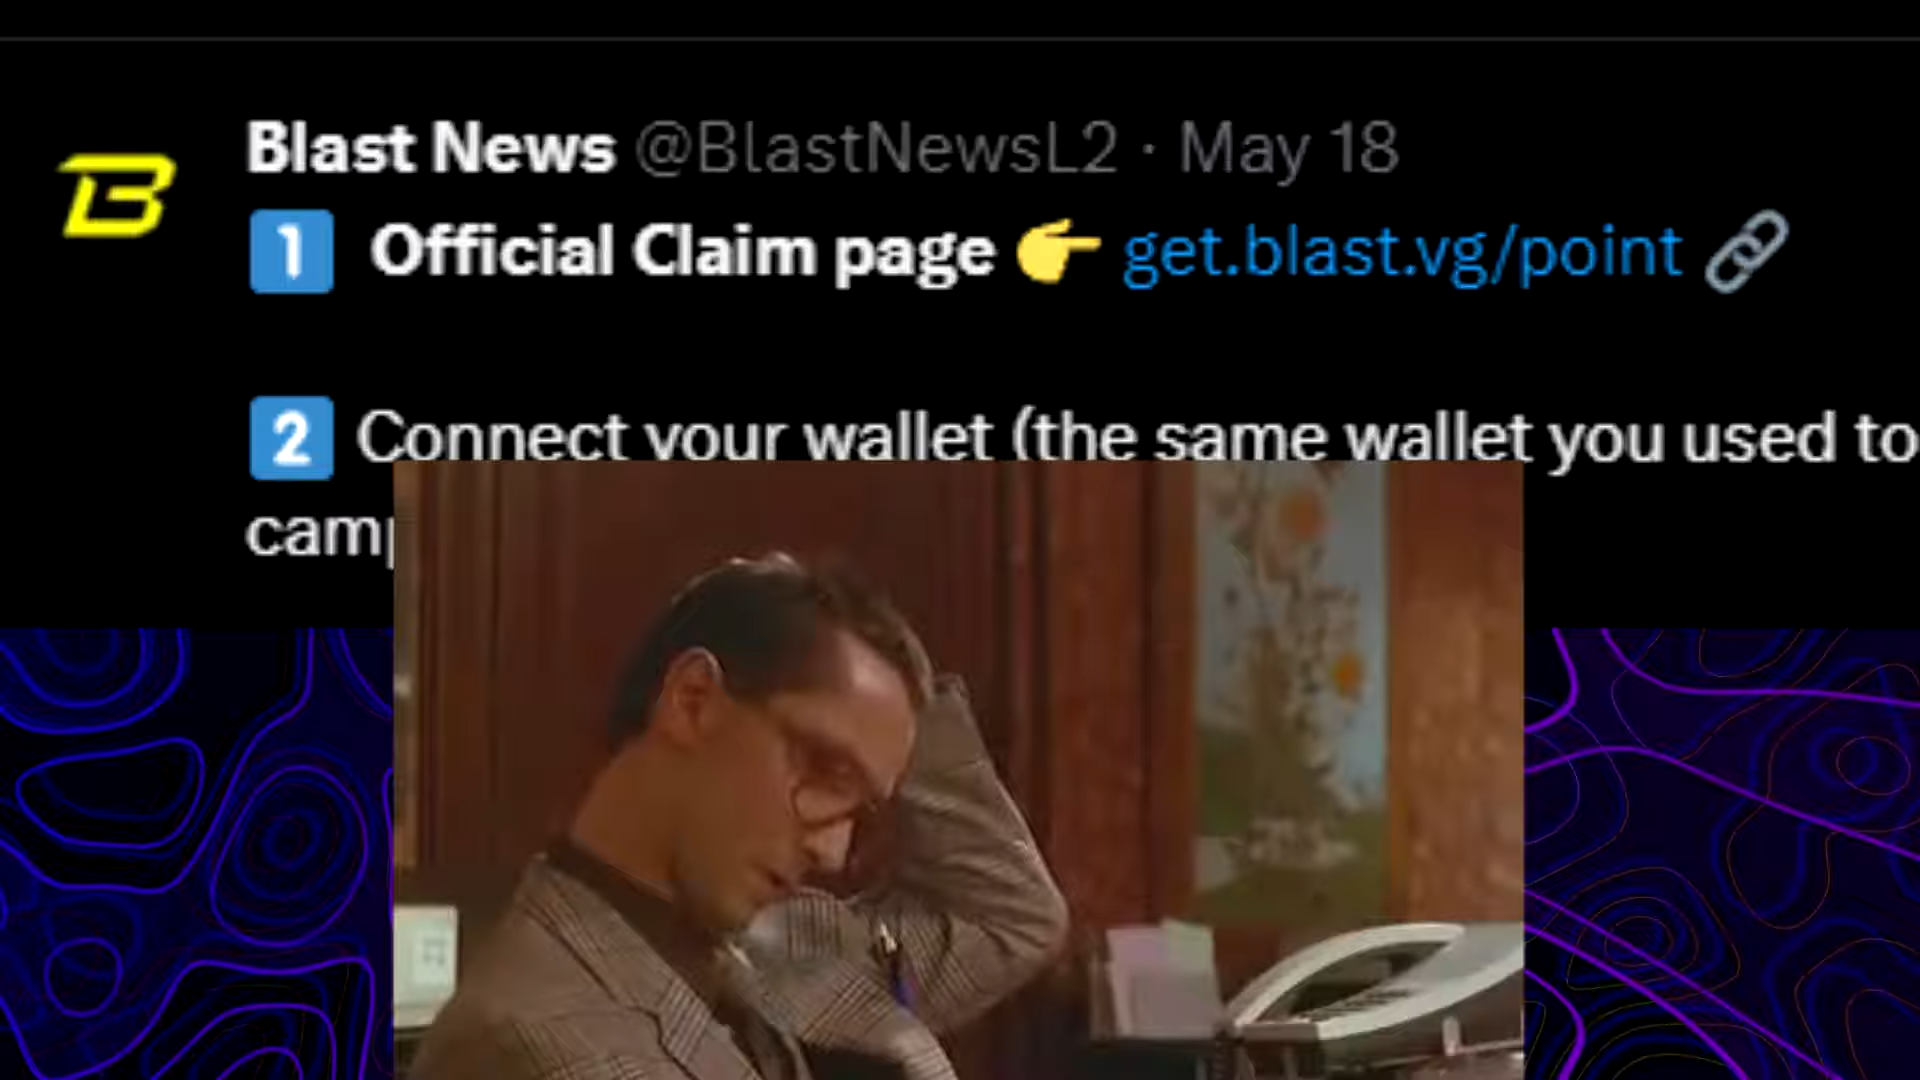 Blast News @BlastNewsL2 · May 18
1 Official Claim page 👉 get.blast.vg/point 🔗
2 Connect your wallet (the same wallet you used to